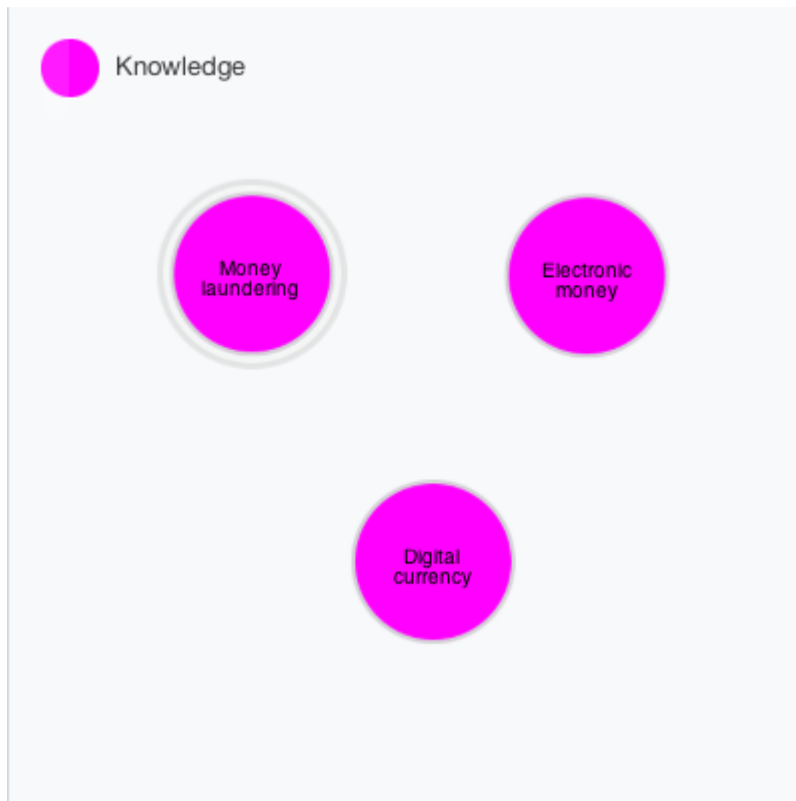 Knowledge
Money
laundering
Electronic
money
Digital
currency